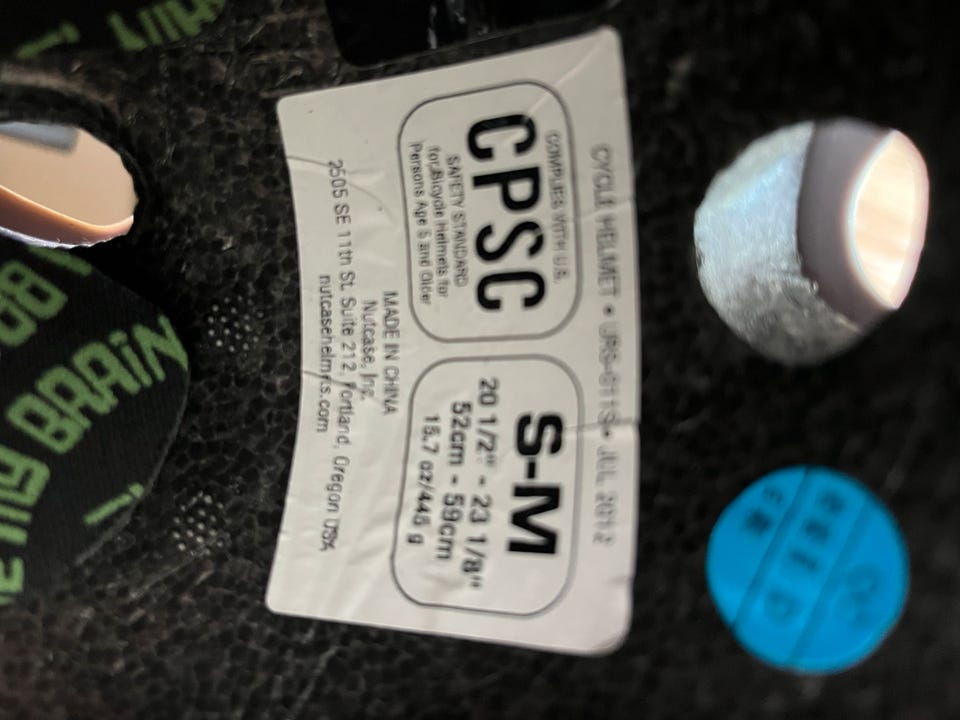 CYCLE HELMET • JRS-611S • JUL 2012
COMPLIES WITH U.S.
CPSC
SAFETY STANDARD
for Bicycle Helmets for
Persons Age 5 and Older
S-M
20 1/2" - 23 1/8"
52cm - 59cm
15.7 oz/445 g
MADE IN CHINA
Nutcase, Inc.
2505 SE 11th St. Suite 212, Portland, Oregon USA
nutcasehelmets.com
BRAIN